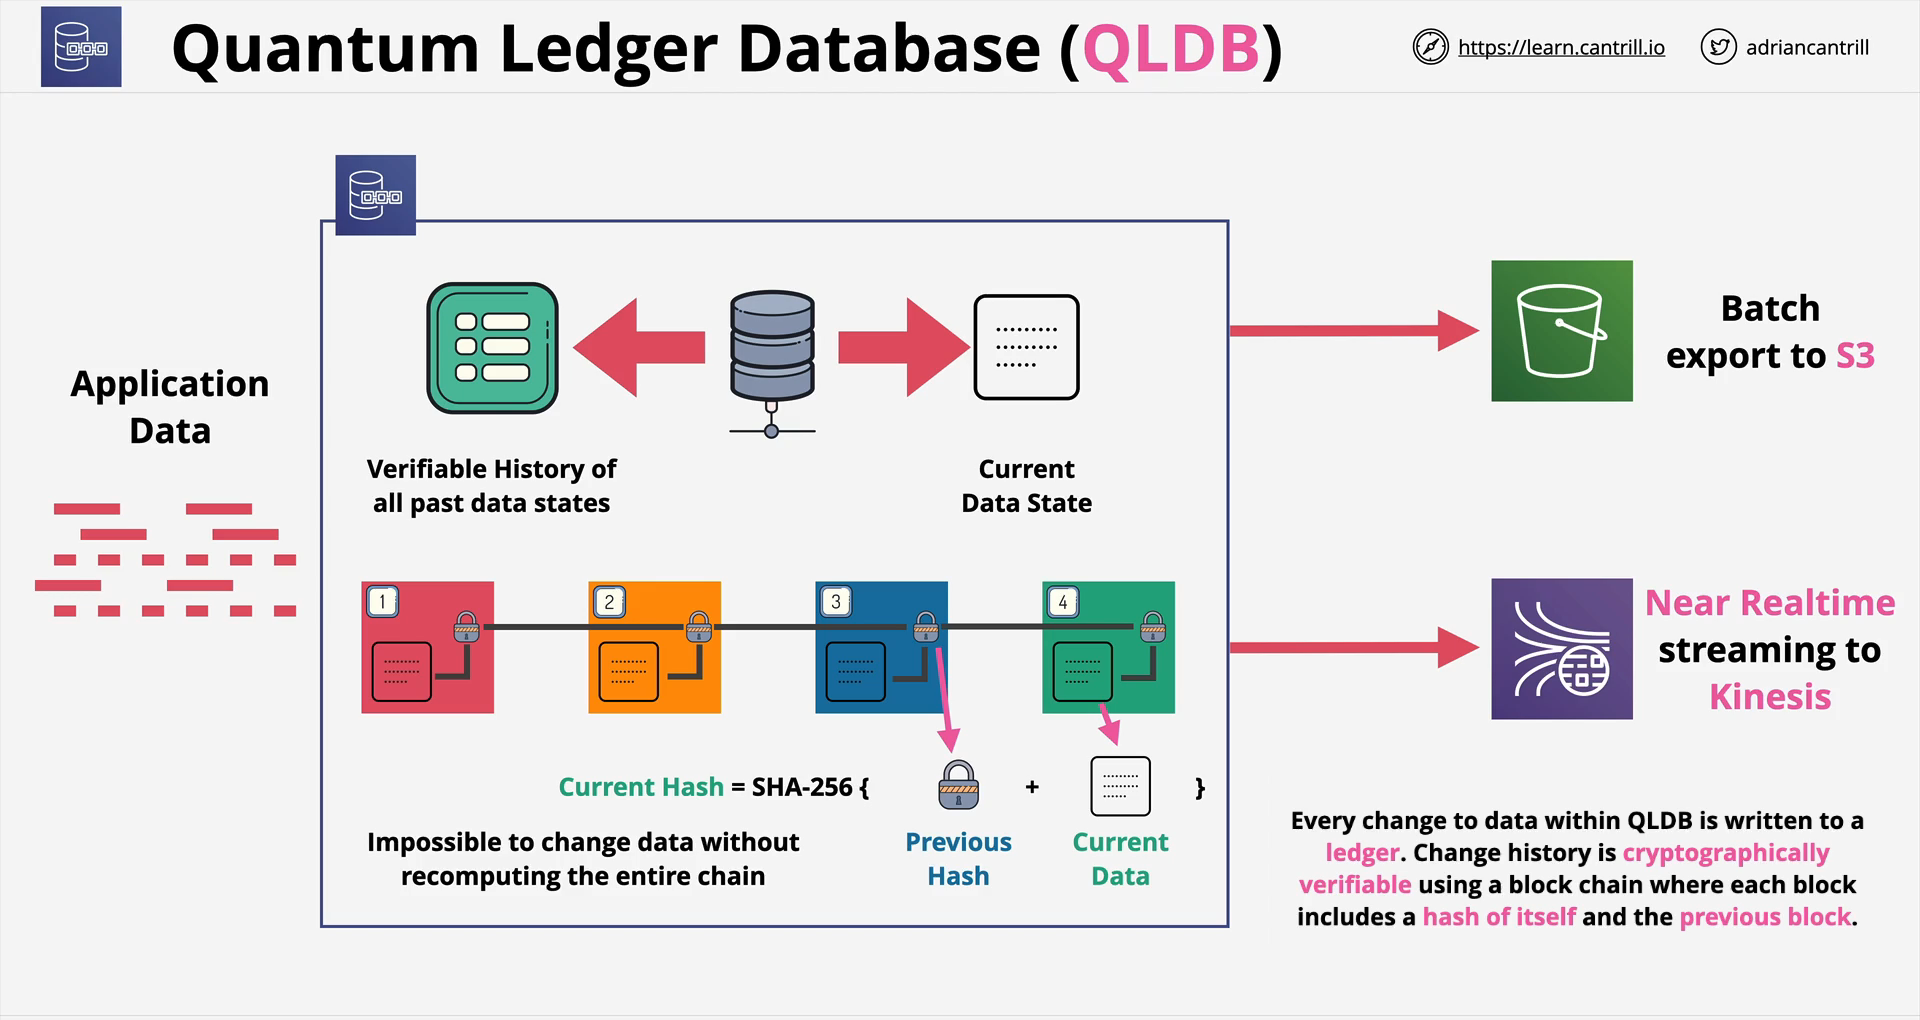 Quantum Ledger Database (QLDB)
https://learn.cantrill.io
adriancantrill
Application
Data
Verifiable History of
all past data states
Current
Data State
1
2
3
4
Current Hash = SHA-256 { + }
Previous
Hash
Current
Data
Impossible to change data without
recomputing the entire chain
Batch
export to S3
Near Realtime
streaming to
Kinesis
Every change to data within QLDB is written to a
ledger. Change history is cryptographically
verifiable using a block chain where each block
includes a hash of itself and the previous block.